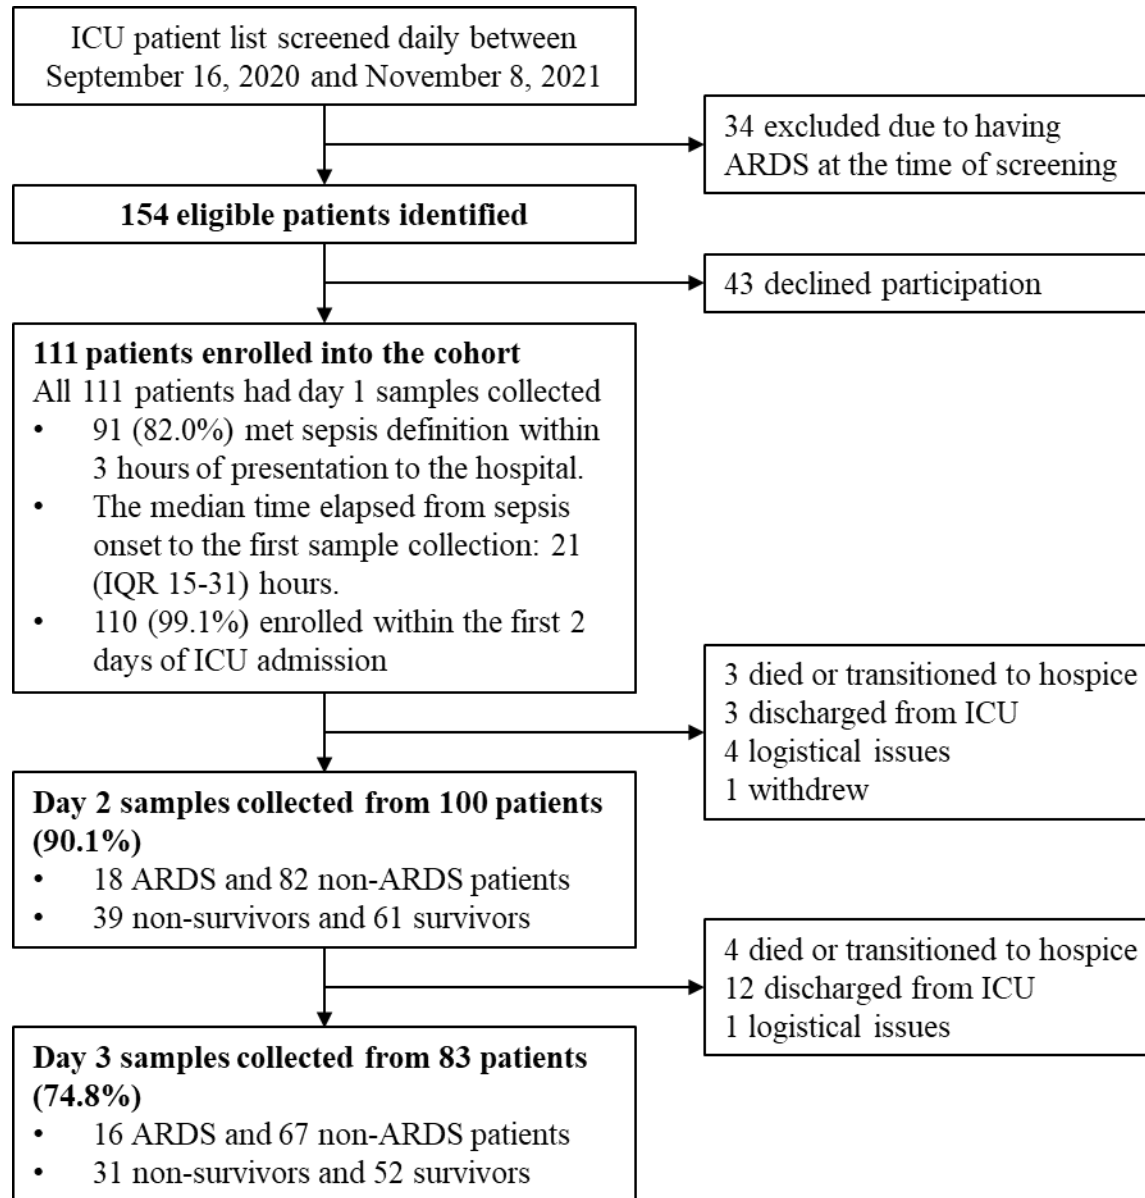 ICU patient list screened daily between
September 16, 2020 and November 8, 2021
34 excluded due to having
ARDS at the time of screening
154 eligible patients identified
43 declined participation
111 patients enrolled into the cohort
All 111 patients had day 1 samples collected
• 91 (82.0%) met sepsis definition within
3 hours of presentation to the hospital.
• The median time elapsed from sepsis
onset to the first sample collection: 21
(IQR 15-31) hours.
• 110 (99.1%) enrolled within the first 2
days of ICU admission
3 died or transitioned to hospice
3 discharged from ICU
4 logistical issues
1 withdrew
Day 2 samples collected from 100 patients
(90.1%)
• 18 ARDS and 82 non-ARDS patients
• 39 non-survivors and 61 survivors
4 died or transitioned to hospice
12 discharged from ICU
1 logistical issues
Day 3 samples collected from 83 patients
(74.8%)
• 16 ARDS and 67 non-ARDS patients
• 31 non-survivors and 52 survivors